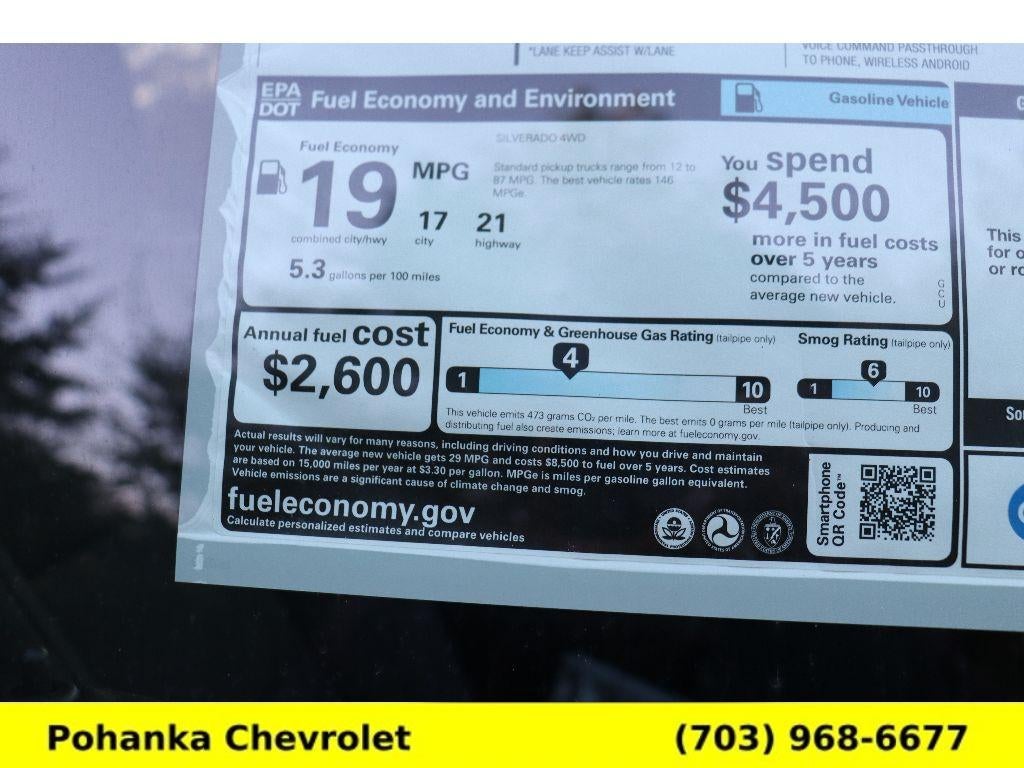 *LANE KEEP ASSIST W/LANE
VOICE COMMAND PASSTHROUGH
TO PHONE, WIRELESS ANDROID
EPA
DOT
Fuel Economy and Environment
Gasoline Vehicle
Fuel Economy
19
MPG
combined city/hwy
17
city
21
highway
5.3 gallons per 100 miles
SILVERADO 4WD
Standard pickup trucks range from 12 to
87 MPG. The best vehicle rates 146
MPGe.
You spend
$4,500
more in fuel costs
over 5 years
compared to the
average new vehicle.
GCU
This
for
or
Annual fuel cost
$2,600
Fuel Economy & Greenhouse Gas Rating (tailpipe only)
4
1
10
Best
Smog Rating (tailpipe only)
6
1
10
Best
This vehicle emits 473 grams CO₂ per mile. The best emits 0 grams per mile (tailpipe only). Producing and
distributing fuel also create emissions; learn more at fueleconomy.gov.
Actual results will vary for many reasons, including driving conditions and how you drive and maintain
your vehicle. The average new vehicle gets 29 MPG and costs $8,500 to fuel over 5 years. Cost estimates
are based on 15,000 miles per year at $3.30 per gallon. MPGe is miles per gasoline gallon equivalent.
Vehicle emissions are a significant cause of climate change and smog.
fueleconomy.gov
Calculate personalized estimates and compare vehicles
Smartphone
QR Code™
Pohanka Chevrolet
(703) 968-6677